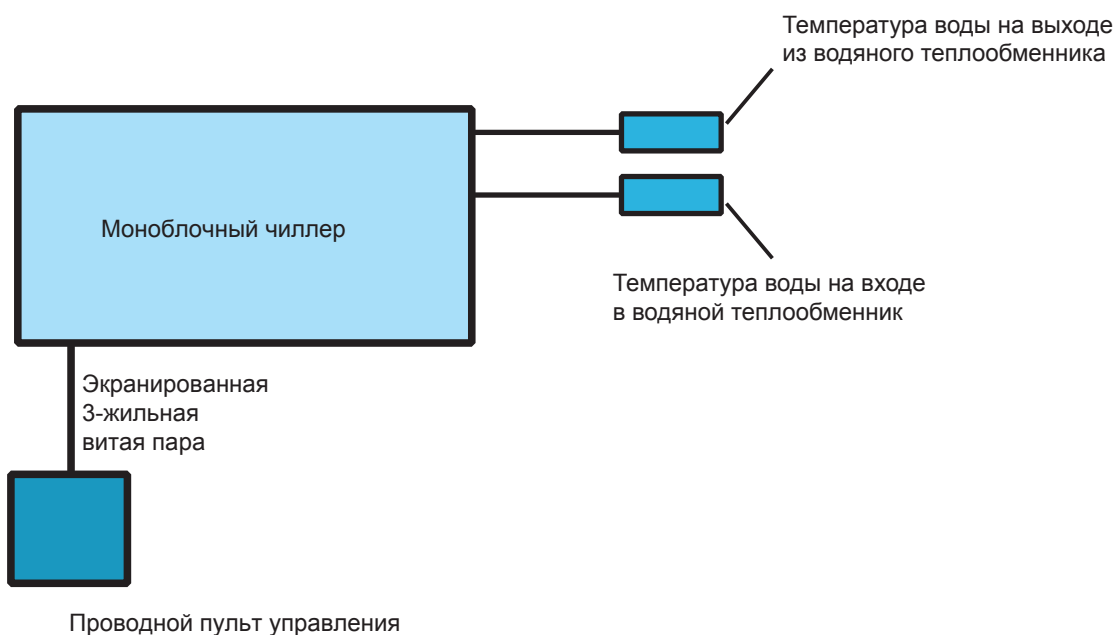 Температура воды на выходе
из водяного теплообменника
Моноблочный чиллер
Температура воды на входе
в водяной теплообменник
Экранированная
3-жильная
витая пара
Проводной пульт управления